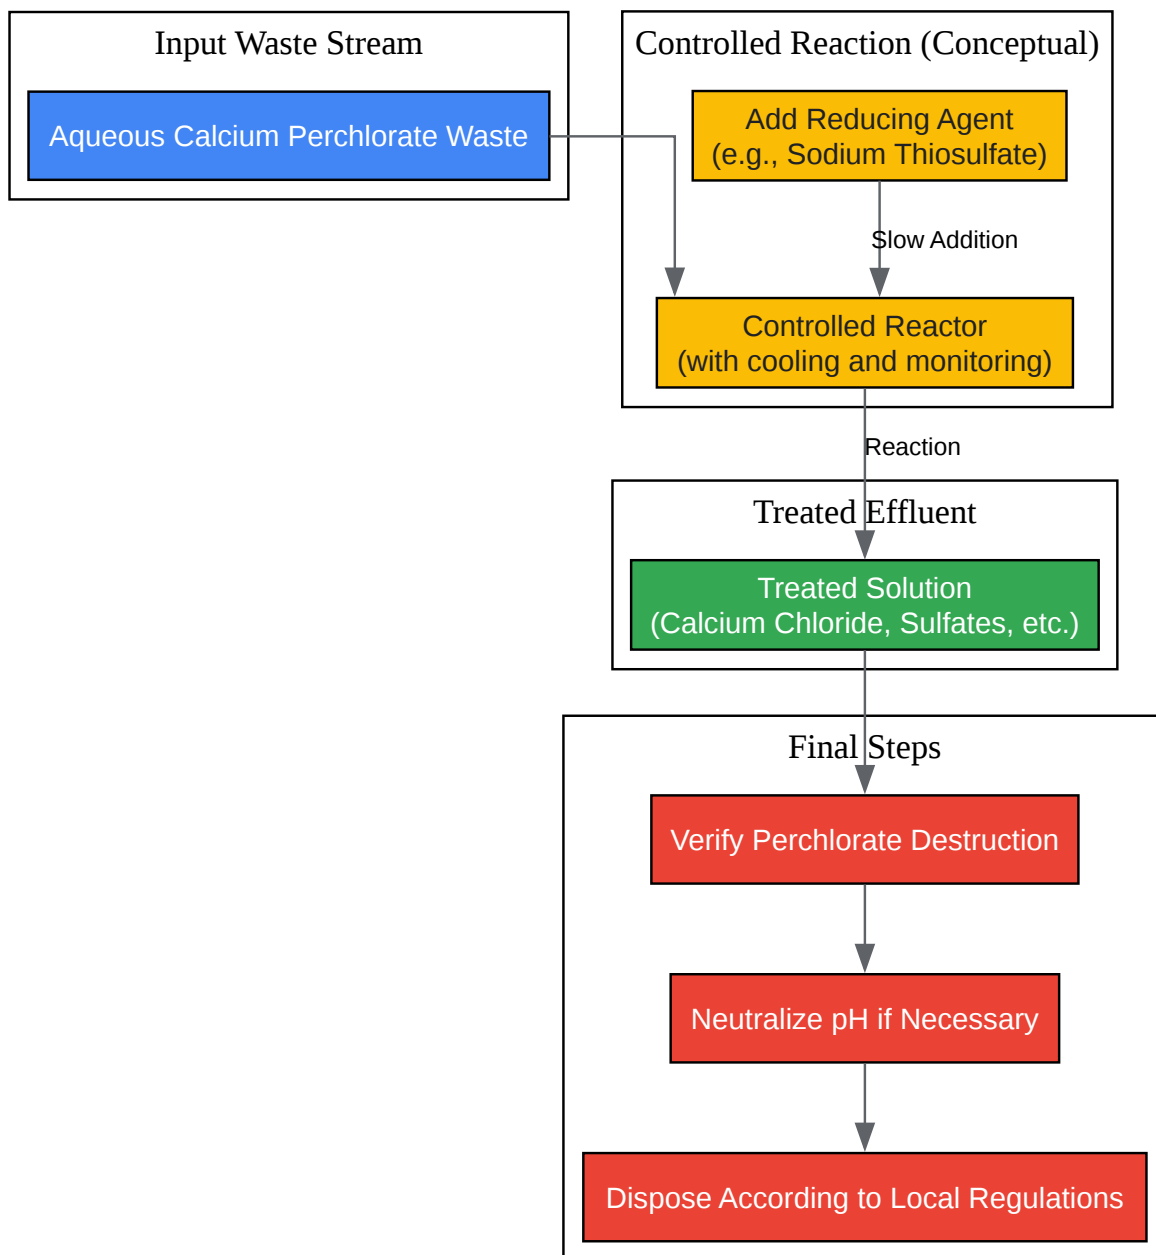 Input Waste Stream
Aqueous Calcium Perchlorate Waste
Controlled Reaction (Conceptual)
Add Reducing Agent
(e.g., Sodium Thiosulfate)
Slow Addition
Controlled Reactor
(with cooling and monitoring)
Reaction
Treated Effluent
Treated Solution
(Calcium Chloride, Sulfates, etc.)
Final Steps
Verify Perchlorate Destruction
Neutralize pH if Necessary
Dispose According to Local Regulations